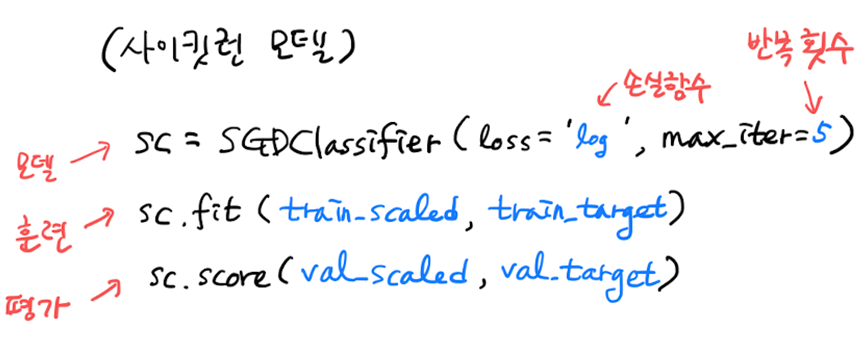 (사이킷런 모델)
반복 횟수
손실함수
모델 → sc = SGDClassifier (loss='log', max_iter=5)
훈련 → sc.fit (train_scaled, train_target)
평가 → sc.score(val_scaled, val_target)